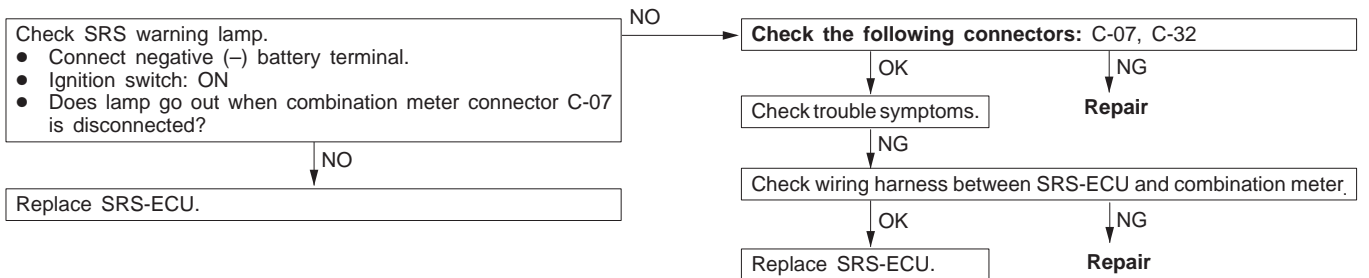 Check SRS warning lamp.
● Connect negative (–) battery terminal.
● Ignition switch: ON
● Does lamp go out when combination meter connector C-07
is disconnected?
NO
NO
Replace SRS-ECU.
Check the following connectors: C-07, C-32
OK
NG
Check trouble symptoms.
Repair
NG
Check wiring harness between SRS-ECU and combination meter.
OK
NG
Replace SRS-ECU.
Repair